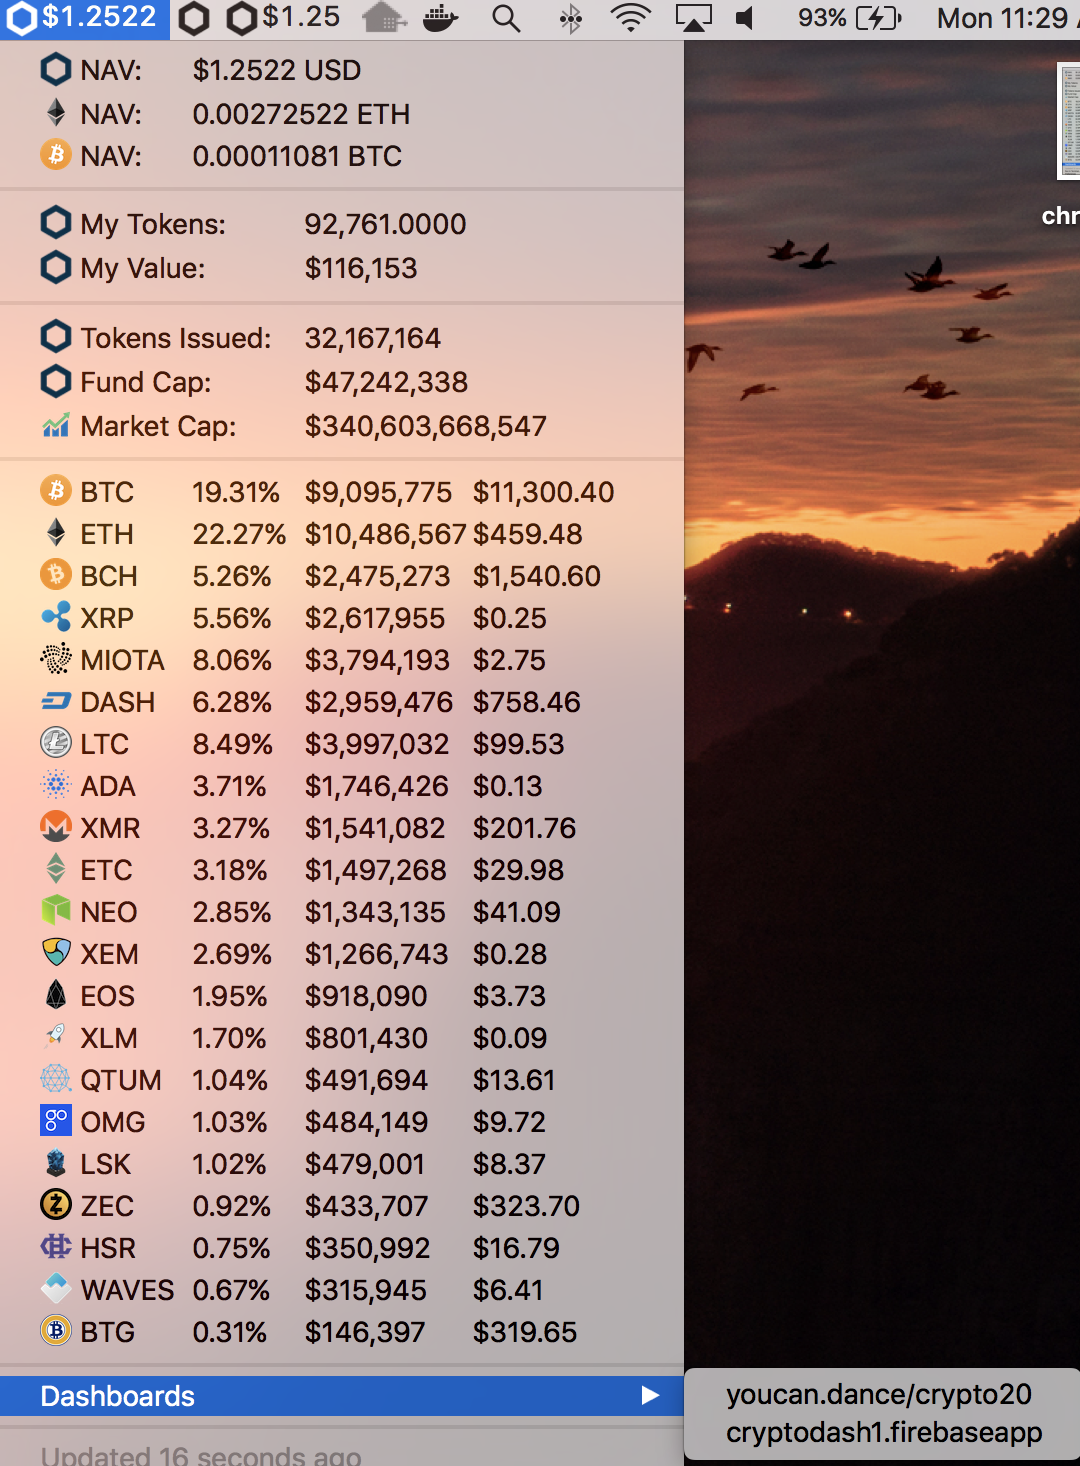 $1.2522 $1.25 93% Mon 11:29
NAV: $1.2522 USD
NAV: 0.00272522 ETH
NAV: 0.00011081 BTC
My Tokens: 92,761.0000
My Value: $116,153
Tokens Issued: 32,167,164
Fund Cap: $47,242,338
Market Cap: $340,603,668,547
BTC 19.31% $9,095,775 $11,300.40
ETH 22.27% $10,486,567 $459.48
BCH 5.26% $2,475,273 $1,540.60
XRP 5.56% $2,617,955 $0.25
MIOTA 8.06% $3,794,193 $2.75
DASH 6.28% $2,959,476 $758.46
LTC 8.49% $3,997,032 $99.53
ADA 3.71% $1,746,426 $0.13
XMR 3.27% $1,541,082 $201.76
ETC 3.18% $1,497,268 $29.98
NEO 2.85% $1,343,135 $41.09
XEM 2.69% $1,266,743 $0.28
EOS 1.95% $918,090 $3.73
XLM 1.70% $801,430 $0.09
QTUM 1.04% $491,694 $13.61
OMG 1.03% $484,149 $9.72
LSK 1.02% $479,001 $8.37
ZEC 0.92% $433,707 $323.70
HSR 0.75% $350,992 $16.79
WAVES 0.67% $315,945 $6.41
BTG 0.31% $146,397 $319.65
Dashboards
youcan.dance/crypto20
cryptodash1.firebaseapp
Updated 16 seconds ago
chr